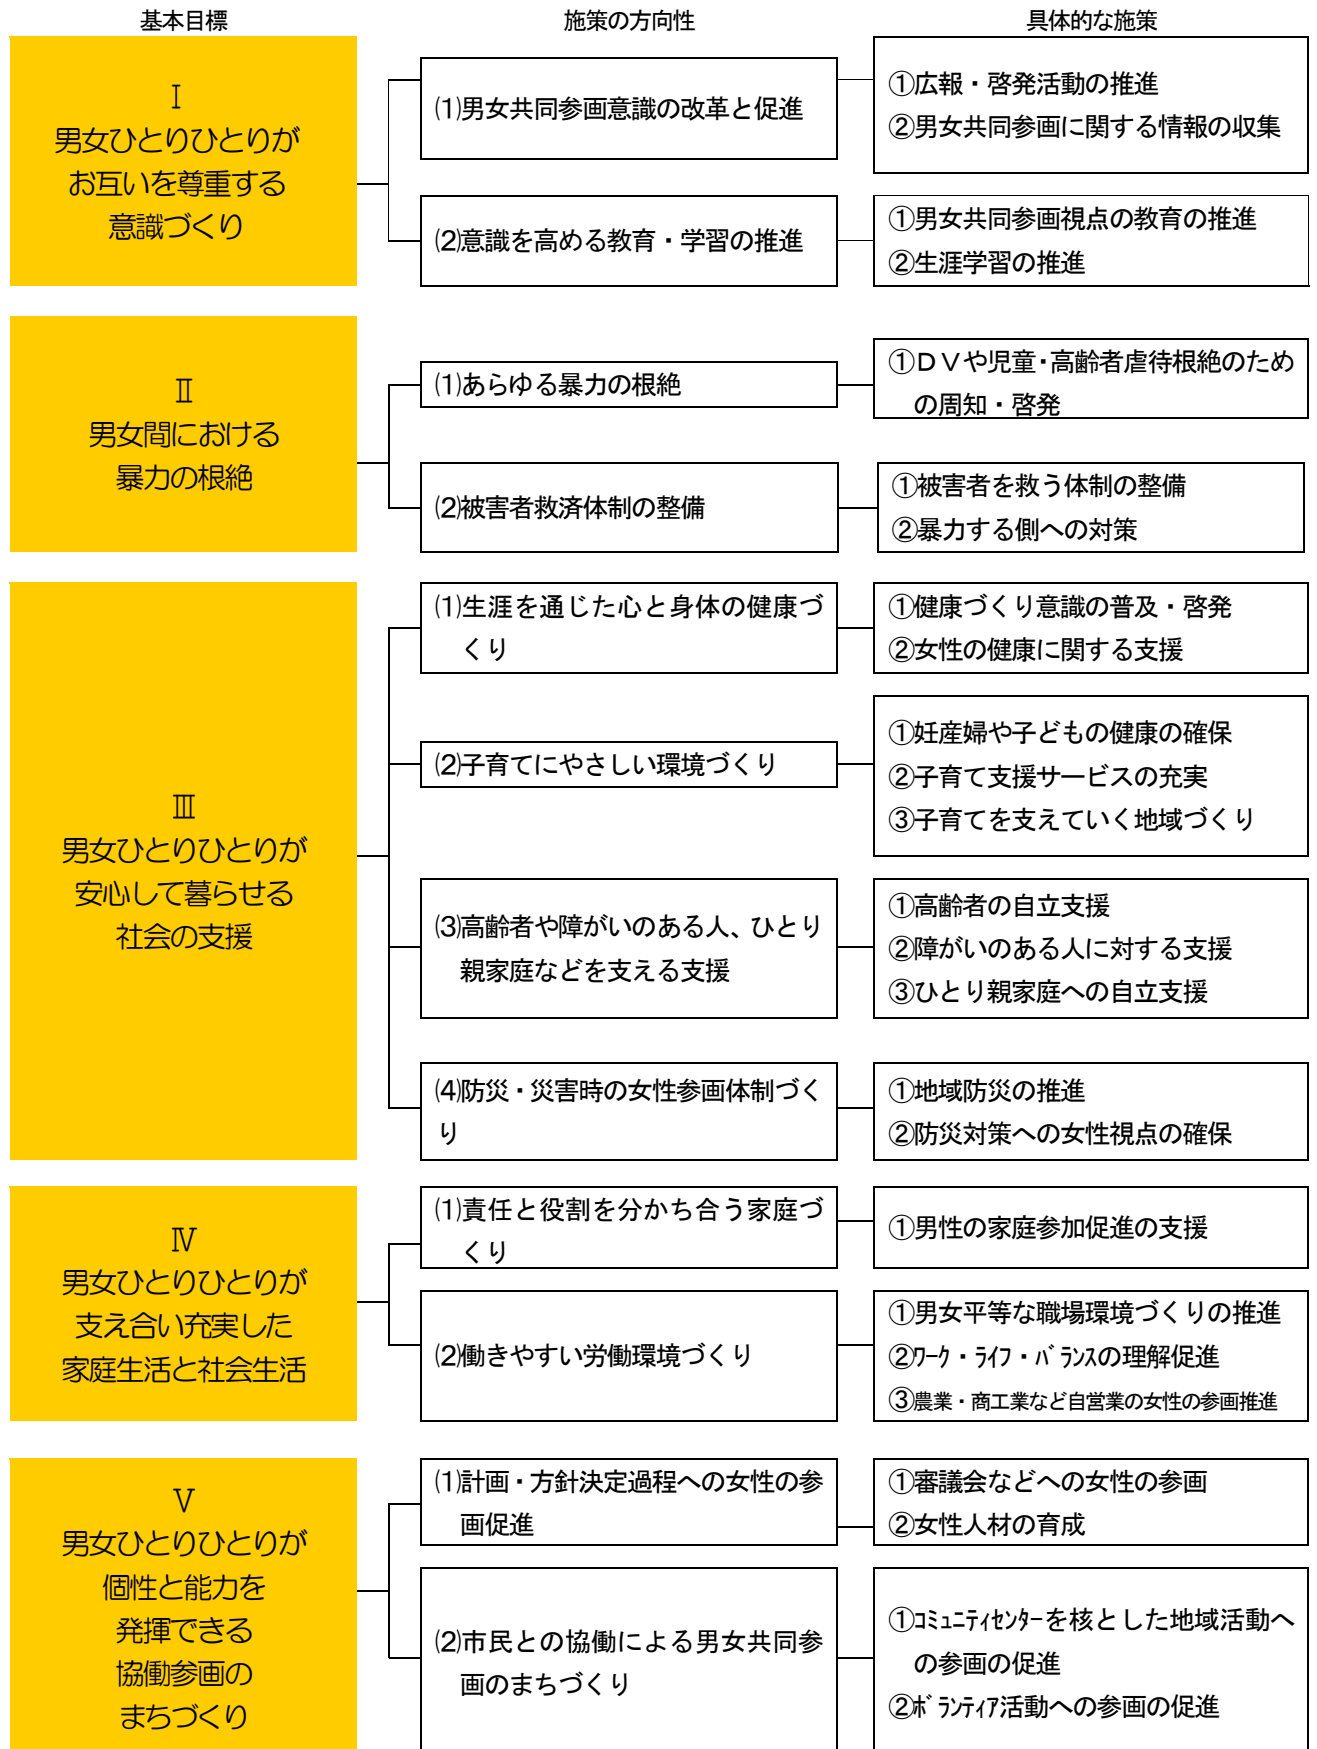 基本目標
施策の方向性
具体的な施策
Ⅰ
男女ひとりひとりが
お互いを尊重する
意識づくり
⑴男女共同参画意識の改革と促進
①広報・啓発活動の推進
②男女共同参画に関する情報の収集
⑵意識を高める教育・学習の推進
①男女共同参画視点の教育の推進
②生涯学習の推進
Ⅱ
男女間における
暴力の根絶
⑴あらゆる暴力の根絶
①ＤＶや児童・高齢者虐待根絶のため
の周知・啓発
⑵被害者救済体制の整備
①被害者を救う体制の整備
②暴力する側への対策
Ⅲ
男女ひとりひとりが
安心して暮らせる
社会の支援
⑴生涯を通じた心と身体の健康づ
くり
①健康づくり意識の普及・啓発
②女性の健康に関する支援
⑵子育てにやさしい環境づくり
①妊産婦や子どもの健康の確保
②子育て支援サービスの充実
③子育てを支えていく地域づくり
⑶高齢者や障がいのある人、ひとり
親家庭などを支える支援
①高齢者の自立支援
②障がいのある人に対する支援
③ひとり親家庭への自立支援
⑷防災・災害時の女性参画体制づく
り
①地域防災の推進
②防災対策への女性視点の確保
Ⅳ
男女ひとりひとりが
支え合い充実した
家庭生活と社会生活
⑴責任と役割を分かち合う家庭づ
くり
①男性の家庭参加促進の支援
⑵働きやすい労働環境づくり
①男女平等な職場環境づくりの推進
②ﾜｰｸ・ﾗｲﾌ・ﾊﾞﾗﾝｽの理解促進
③農業・商工業など自営業の女性の参画推進
Ⅴ
男女ひとりひとりが
個性と能力を
発揮できる
協働参画の
まちづくり
⑴計画・方針決定過程への女性の参
画促進
①審議会などへの女性の参画
②女性人材の育成
⑵市民との協働による男女共同参
画のまちづくり
①ｺﾐｭﾆﾃｨｾﾝﾀｰを核とした地域活動へ
の参画の促進
②ﾎﾞﾗﾝﾃｨｱ活動への参画の促進